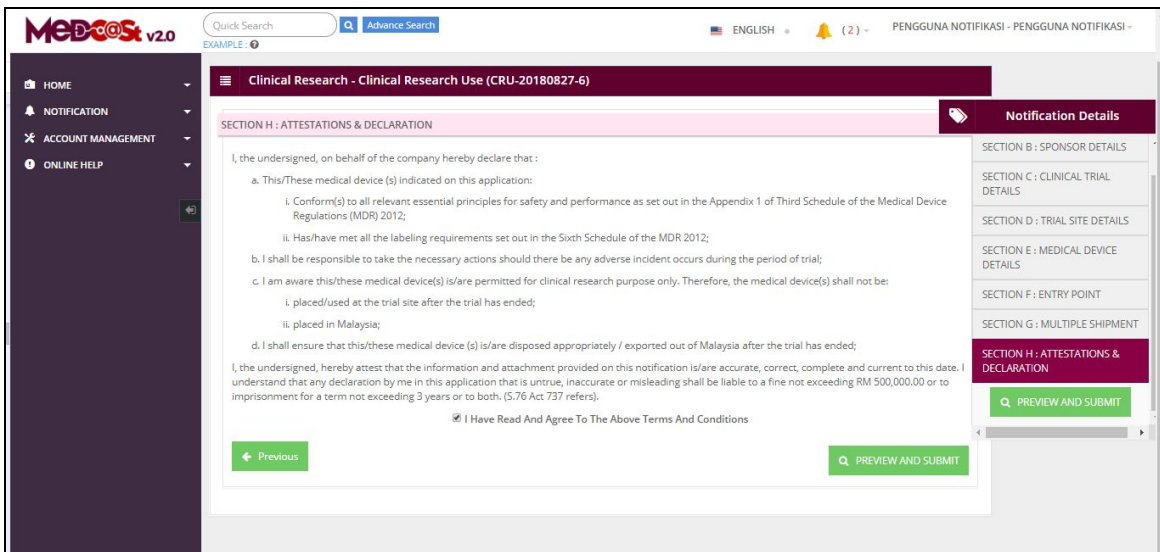 MeDC@St v2.0
Quick Search
Advance Search
EXAMPLE :
ENGLISH
( 2 )
PENGGUNA NOTIFIKASI - PENGGUNA NOTIFIKASI
HOME
NOTIFICATION
ACCOUNT MANAGEMENT
ONLINE HELP
Clinical Research - Clinical Research Use (CRU-20180827-6)
SECTION H : ATTESTATIONS & DECLARATION
I, the undersigned, on behalf of the company hereby declare that :
a. This/These medical device (s) indicated on this application:
i. Conform(s) to all relevant essential principles for safety and performance as set out in the Appendix 1 of Third Schedule of the Medical Device
Regulations (MDR) 2012;
ii. Has/have met all the labeling requirements set out in the Sixth Schedule of the MDR 2012;
b. I shall be responsible to take the necessary actions should there be any adverse incident occurs during the period of trial;
c. I am aware this/these medical device(s) is/are permitted for clinical research purpose only. Therefore, the medical device(s) shall not be:
i. placed/used at the trial site after the trial has ended;
ii. placed in Malaysia;
d. I shall ensure that this/these medical device (s) is/are disposed appropriately / exported out of Malaysia after the trial has ended;
I, the undersigned, hereby attest that the information and attachment provided on this notification is/are accurate, correct, complete and current to this date. I
understand that any declaration by me in this application that is untrue, inaccurate or misleading shall be liable to a fine not exceeding RM 500,000.00 or to
imprisonment for a term not exceeding 3 years or to both. (S.76 Act 737 refers).
I Have Read And Agree To The Above Terms And Conditions
Previous
PREVIEW AND SUBMIT
Notification Details
SECTION B : SPONSOR DETAILS
SECTION C : CLINICAL TRIAL
DETAILS
SECTION D : TRIAL SITE DETAILS
SECTION E : MEDICAL DEVICE
DETAILS
SECTION F : ENTRY POINT
SECTION G : MULTIPLE SHIPMENT
SECTION H : ATTESTATIONS &
DECLARATION
PREVIEW AND SUBMIT